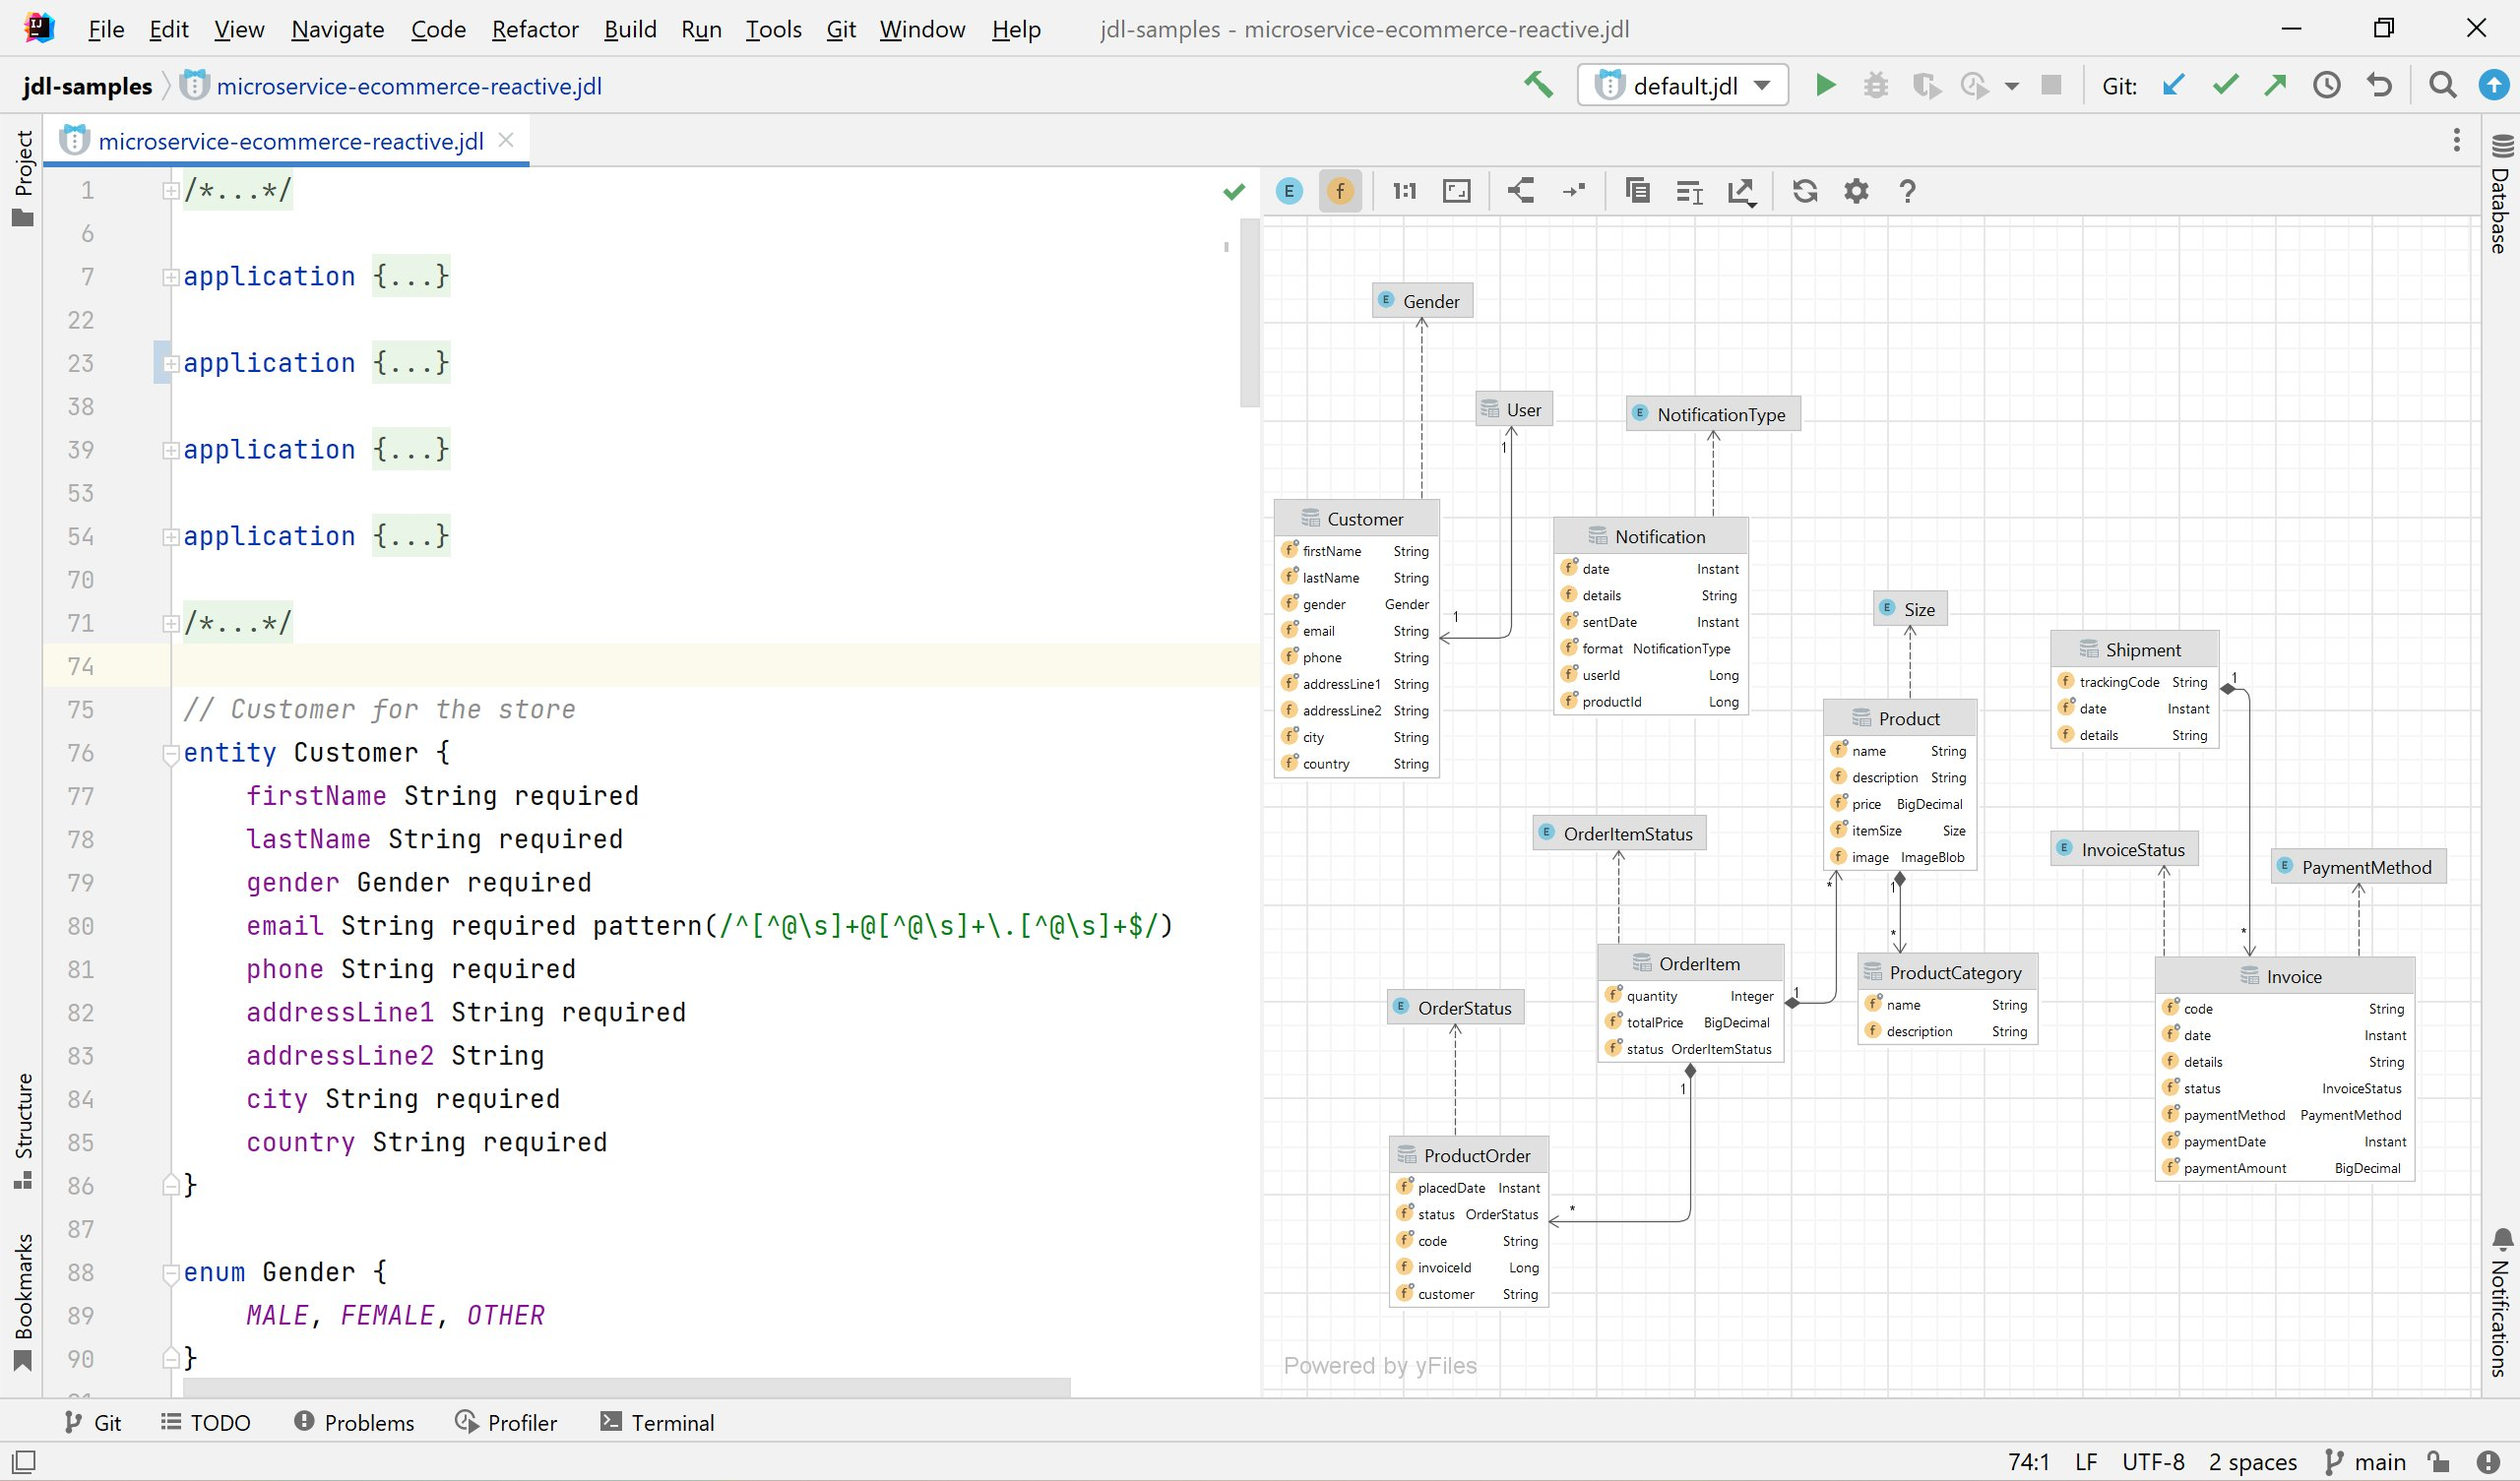 File Edit View Navigate Code Refactor Build Run Tools Git Window Help jdl-samples - microservice-ecommerce-reactive.jdl
jdl-samples microservice-ecommerce-reactive.jdl default.jdl Git:
Project
Structure
Bookmarks
microservice-ecommerce-reactive.jdl
1 /*...*/
6
7 application {...}
22
23 application {...}
38
39 application {...}
53
54 application {...}
70
71 /*...*/
74
75 // Customer for the store
76 entity Customer {
77 firstName String required
78 lastName String required
79 gender Gender required
80 email String required pattern(/^[^@\s]+@[^@\s]+\.[^@\s]+$/)
81 phone String required
82 addressLine1 String required
83 addressLine2 String
84 city String required
85 country String required
86 }
87
88 enum Gender {
89 MALE, FEMALE, OTHER
90 }
E f 1:1 ?
E Gender
User
1
1
E NotificationType
Customer
f firstName String
f lastName String
f gender Gender
f email String
f phone String
f addressLine1 String
f addressLine2 String
f city String
f country String
Notification
f date Instant
f details String
f sentDate Instant
f format NotificationType
f userId Long
f productId Long
E Size
Product
f name String
f description String
f price BigDecimal
f itemSize Size
f image ImageBlob
* 1
*
Shipment
f trackingCode String
f date Instant
f details String
1
*
E OrderItemStatus
E InvoiceStatus
E PaymentMethod
OrderItem
f quantity Integer
f totalPrice BigDecimal
f status OrderItemStatus
1
1
ProductCategory
f name String
f description String
Invoice
f code String
f date Instant
f details String
f status InvoiceStatus
f paymentMethod PaymentMethod
f paymentDate Instant
f paymentAmount BigDecimal
E OrderStatus
ProductOrder
f placedDate Instant
f status OrderStatus
f code String
f invoiceId Long
f customer String
*
Powered by yFiles
Database
Notifications
Git TODO Problems Profiler Terminal
74:1 LF UTF-8 2 spaces main